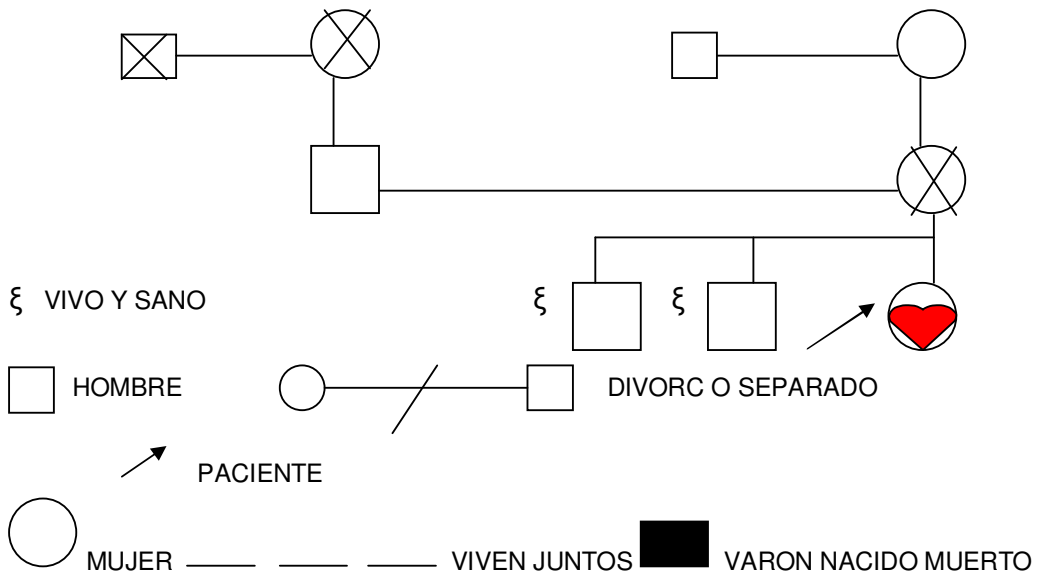 ξ VIVO Y SANO ξ ξ
HOMBRE DIVORC O SEPARADO
PACIENTE
MUJER VIVEN JUNTOS VARON NACIDO MUERTO